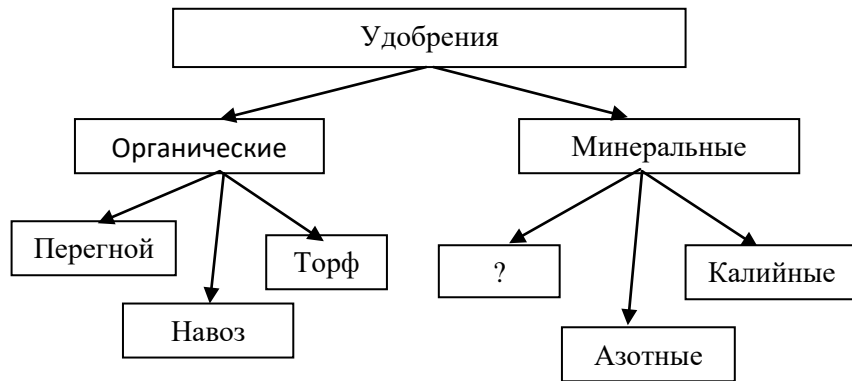 Удобрения
Органические
Минеральные
Перегной
Торф
?
Калийные
Навоз
Азотные